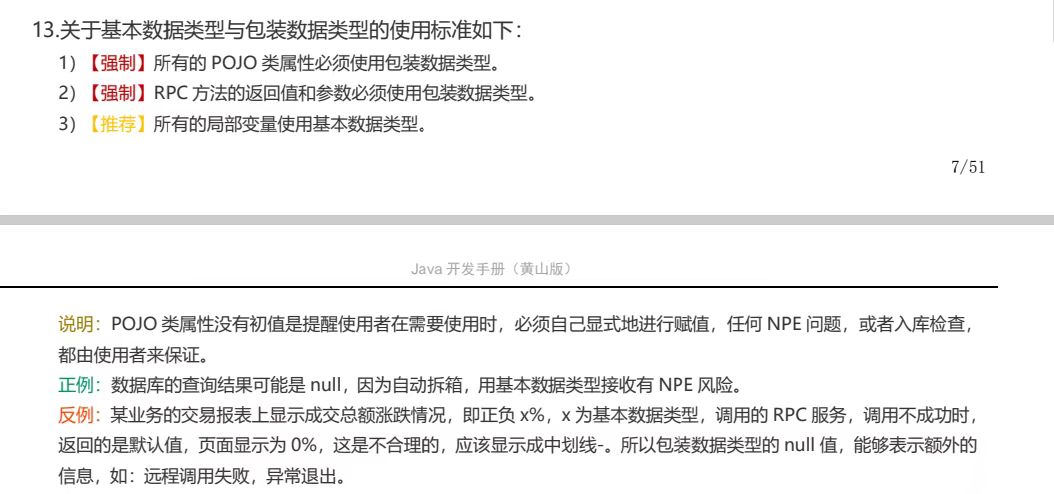 13.关于基本数据类型与包装数据类型的使用标准如下：
1）【强制】所有的 POJO 类属性必须使用包装数据类型。
2）【强制】RPC 方法的返回值和参数必须使用包装数据类型。
3）【推荐】所有的局部变量使用基本数据类型。
7/51
Java 开发手册（黄山版）
说明：POJO 类属性没有初值是提醒使用者在需要使用时，必须自己显式地进行赋值，任何 NPE 问题，或者入库检查，
都由使用者来保证。
正例：数据库的查询结果可能是 null，因为自动拆箱，用基本数据类型接收有 NPE 风险。
反例：某业务的交易报表上显示成交总额涨跌情况，即正负 x%，x 为基本数据类型，调用的 RPC 服务，调用不成功时，
返回的是默认值，页面显示为 0%，这是不合理的，应该显示成中划线-。所以包装数据类型的 null 值，能够表示额外的
信息，如：远程调用失败，异常退出。